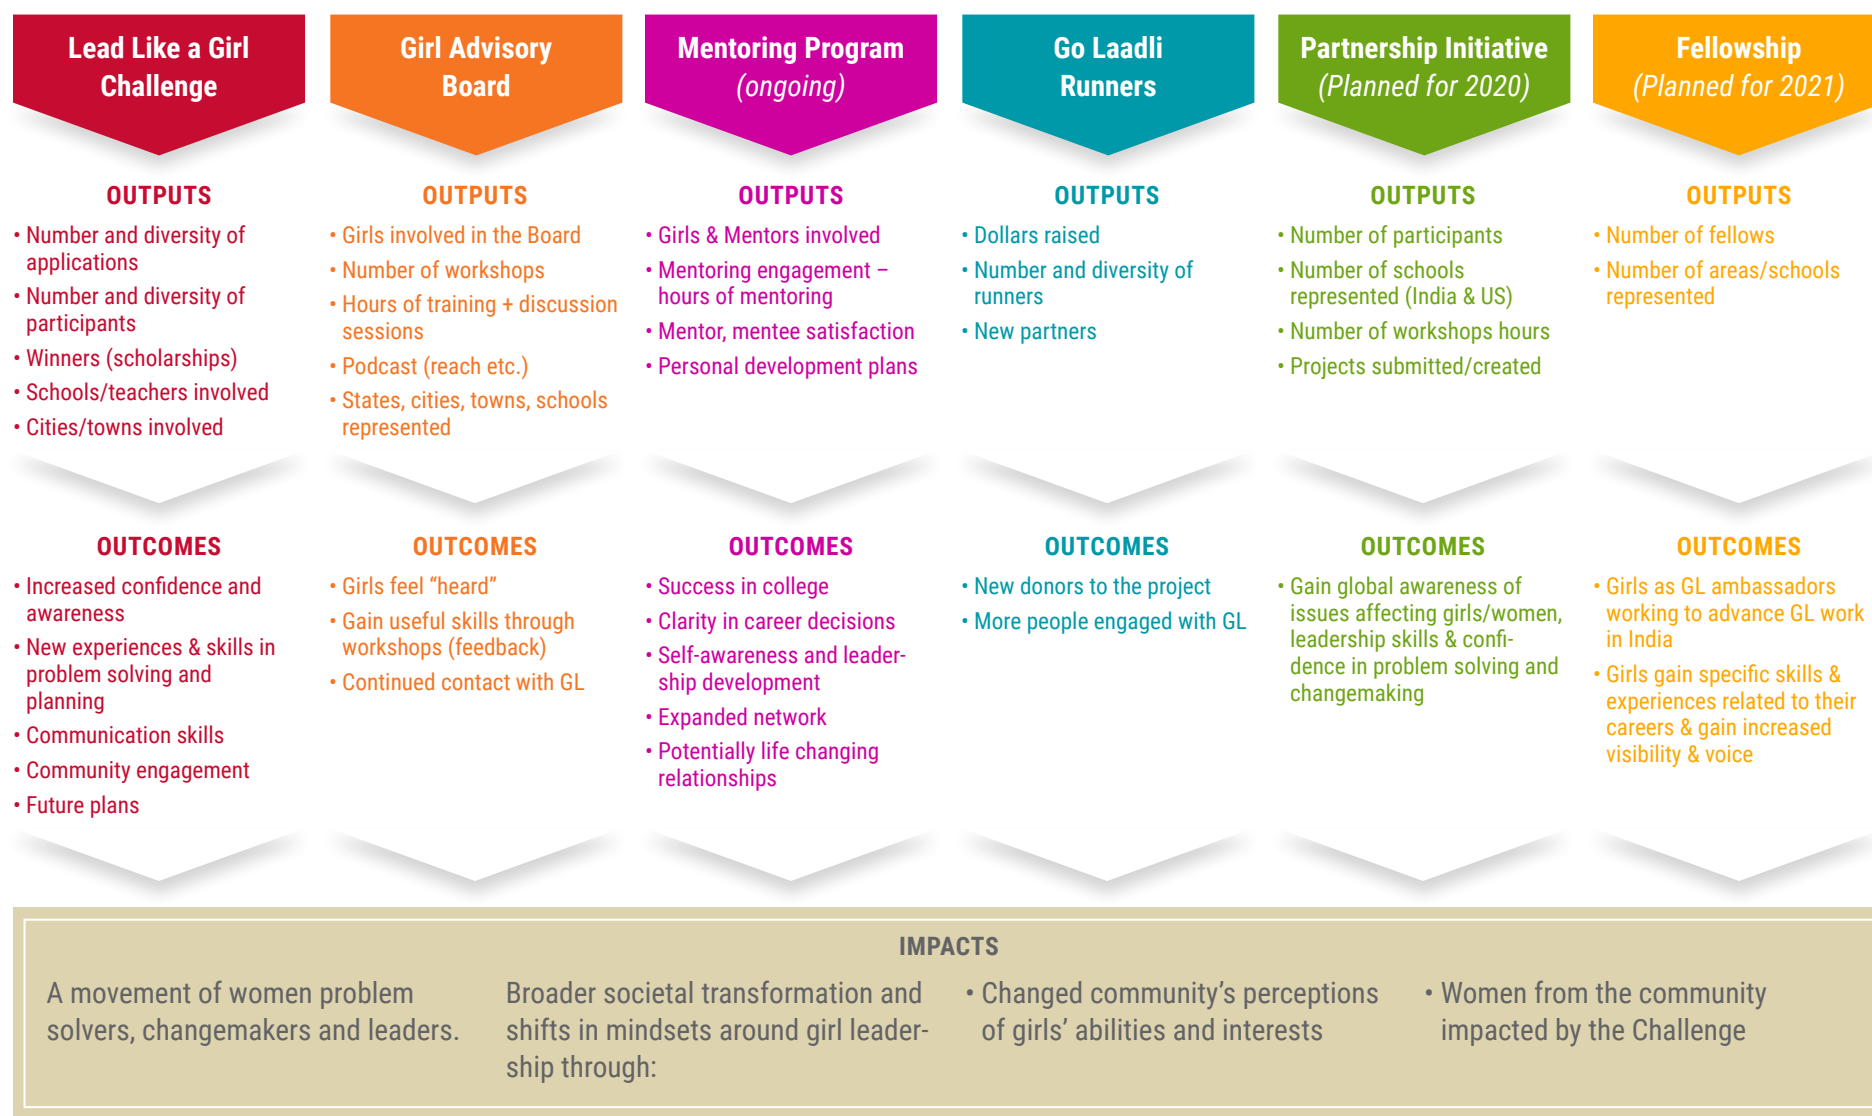 Lead Like a Girl
Challenge
OUTPUTS
• Number and diversity of
applications
• Number and diversity of
participants
• Winners (scholarships)
• Schools/teachers involved
• Cities/towns involved
OUTCOMES
• Increased confidence and
awareness
• New experiences & skills in
problem solving and
planning
• Communication skills
• Community engagement
• Future plans
Girl Advisory
Board
OUTPUTS
• Girls involved in the Board
• Number of workshops
• Hours of training + discussion
sessions
• Podcast (reach etc.)
• States, cities, towns, schools
represented
OUTCOMES
• Girls feel “heard”
• Gain useful skills through
workshops (feedback)
• Continued contact with GL
Mentoring Program
(ongoing)
OUTPUTS
• Girls & Mentors involved
• Mentoring engagement –
hours of mentoring
• Mentor, mentee satisfaction
• Personal development plans
OUTCOMES
• Success in college
• Clarity in career decisions
• Self-awareness and leader-
ship development
• Expanded network
• Potentially life changing
relationships
Go Laadli
Runners
OUTPUTS
• Dollars raised
• Number and diversity of
runners
• New partners
OUTCOMES
• New donors to the project
• More people engaged with GL
Partnership Initiative
(Planned for 2020)
OUTPUTS
• Number of participants
• Number of schools
represented (India & US)
• Number of workshops hours
• Projects submitted/created
OUTCOMES
• Gain global awareness of
issues affecting girls/women,
leadership skills & confi-
dence in problem solving and
changemaking
Fellowship
(Planned for 2021)
OUTPUTS
• Number of fellows
• Number of areas/schools
represented
OUTCOMES
• Girls as GL ambassadors
working to advance GL work
in India
• Girls gain specific skills &
experiences related to their
careers & gain increased
visibility & voice
IMPACTS
A movement of women problem
solvers, changemakers and leaders.
Broader societal transformation and
shifts in mindsets around girl leader-
ship through:
• Changed community’s perceptions
of girls’ abilities and interests
• Women from the community
impacted by the Challenge